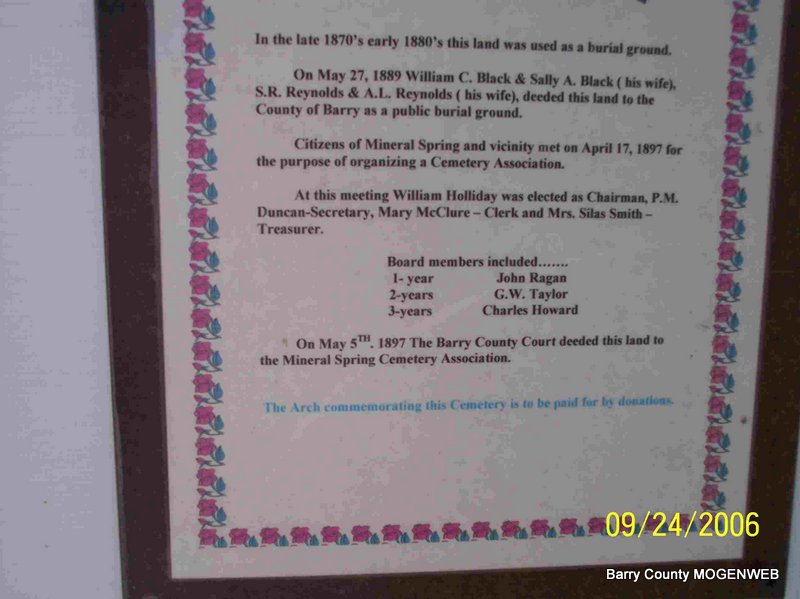 In the late 1870's early 1880's this land was used as a burial ground.
On May 27, 1889 William C. Black & Sally A. Black ( his wife),
S.R. Reynolds & A.L. Reynolds ( his wife), deeded this land to the
County of Barry as a public burial ground.
Citizens of Mineral Spring and vicinity met on April 17, 1897 for
the purpose of organizing a Cemetery Association.
At this meeting William Holliday was elected as Chairman, P.M.
Duncan-Secretary, Mary McClure – Clerk and Mrs. Silas Smith –
Treasurer.
Board members included…….
1- year John Ragan
2-years G.W. Taylor
3-years Charles Howard
On May 5TH. 1897 The Barry County Court deeded this land to
the Mineral Spring Cemetery Association.
The Arch commemorating this Cemetery is to be paid for by donations.
09/24/2006
Barry County MOGENWEB